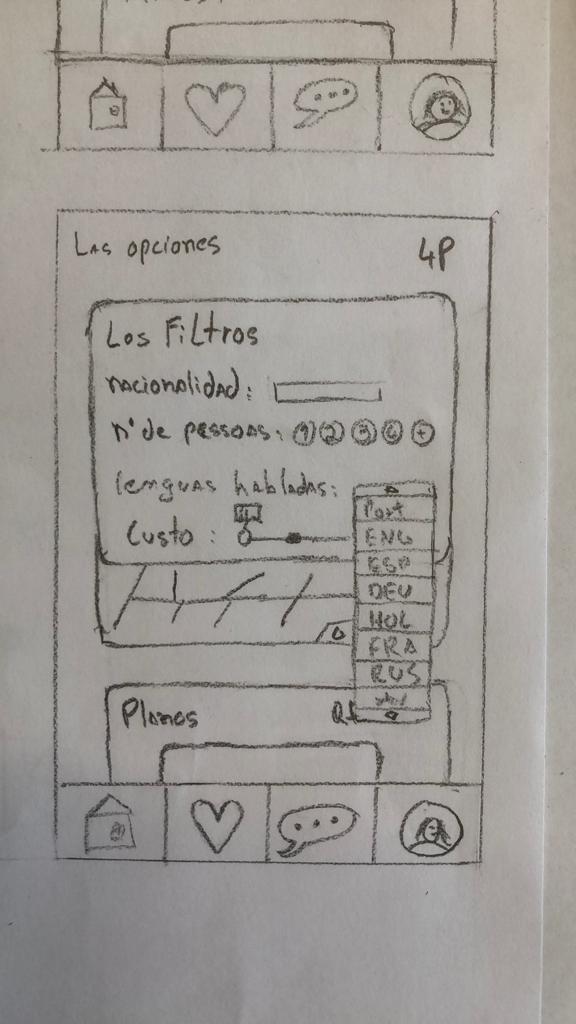 Las opciones
4P
Los Filtros
nacionalidad:
nº de pessoas: 1 2 3 4 +
lenguas habladas:
Custo:
Port
ENG
ESP
DEU
HOL
FRA
RUS
Planos